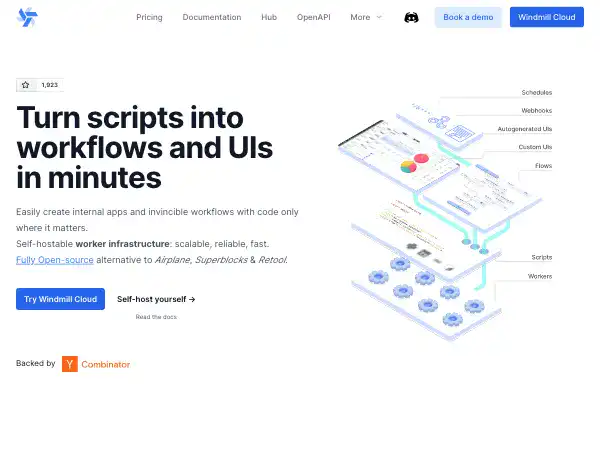 Pricing Documentation Hub OpenAPI More Book a demo Windmill Cloud
1,923
Turn scripts into
workflows and UIs
in minutes
Easily create internal apps and invincible workflows with code only
where it matters.
Self-hostable worker infrastructure: scalable, reliable, fast.
Fully Open-source alternative to Airplane, Superblocks & Retool.
Try Windmill Cloud Self-host yourself →
Read the docs
Backed by Y Combinator
Schedules
Webhooks
Autogenerated UIs
Custom UIs
Flows
Scripts
Workers